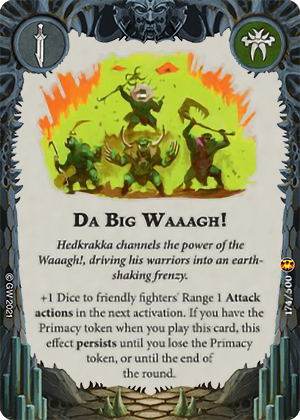 DA BIG WAAAGH!
Hedkrakka channels the power of the
Waaagh!, driving his warriors into an earth-
shaking frenzy.
+1 Dice to friendly fighters' Range 1 Attack
actions in the next activation. If you have the
Primacy token when you play this card, this
effect persists until you lose the Primacy
token, or until the end of
the round.
© GW 2021
174/500